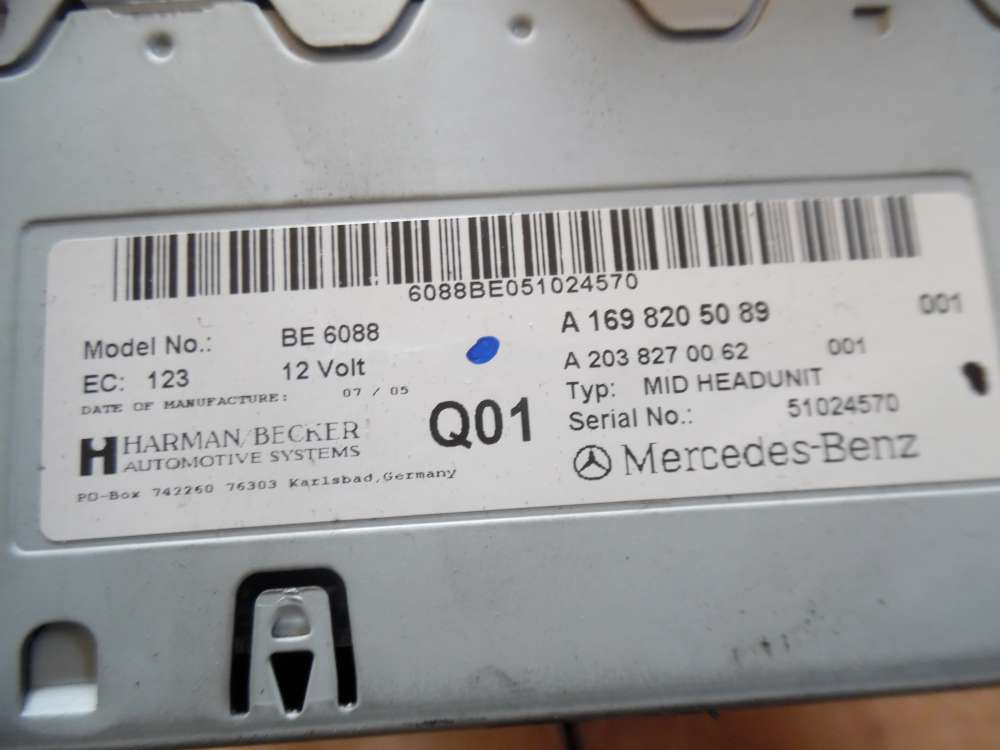 6088BE051024570
Model No.: BE 6088
EC: 123 12 Volt
DATE OF MANUFACTURE: 07 / 05
HARMAN/BECKER
AUTOMOTIVE SYSTEMS
PO-Box 742260 76303 Karlsbad,Germany
Q01
A 169 820 50 89 001
A 203 827 00 62 001
Typ: MID HEADUNIT
Serial No.: 51024570
Mercedes-Benz